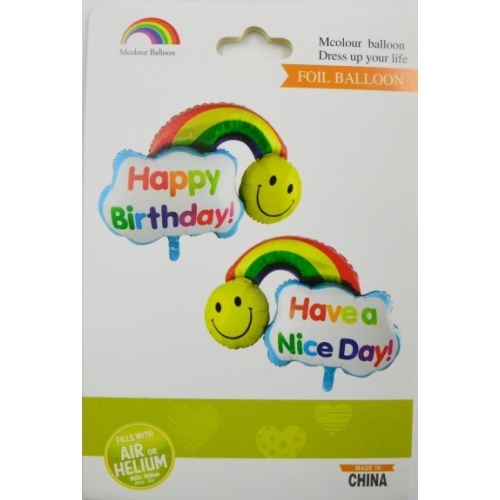 Mcolour Balloon
Mcolour balloon
Dress up your life
FOIL BALLOON
Happy
Birthday!
Have a
Nice Day!
FILLS WITH
AIR OR
HELIUM
MADE IN
CHINA